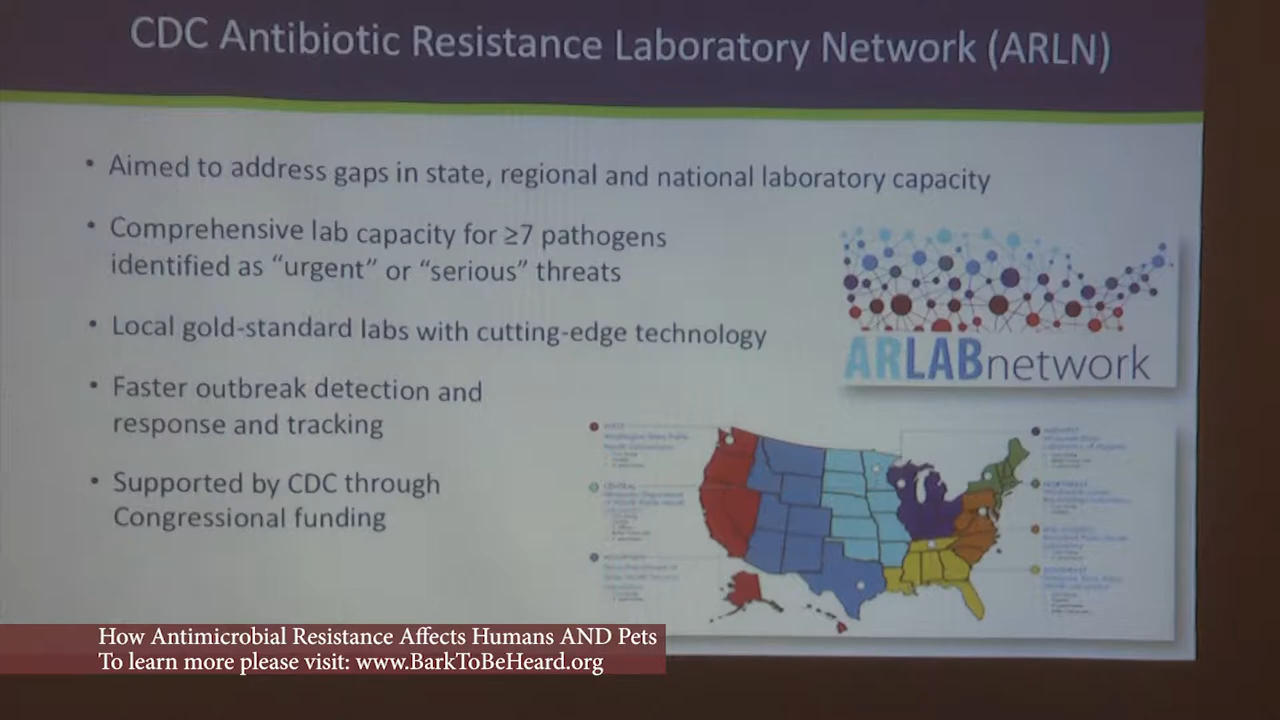 CDC Antibiotic Resistance Laboratory Network (ARLN)
• Aimed to address gaps in state, regional and national laboratory capacity
• Comprehensive lab capacity for ≥7 pathogens
identified as “urgent” or “serious” threats
• Local gold-standard labs with cutting-edge technology
• Faster outbreak detection and
response and tracking
• Supported by CDC through
Congressional funding
ARLABnetwork
How Antimicrobial Resistance Affects Humans AND Pets
To learn more please visit: www.BarkToBeHeard.org